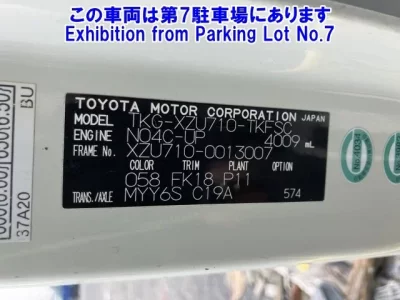 この車両は第7駐車場にあります
Exhibition from Parking Lot No.7
TOYOTA MOTOR CORPORATION JAPAN
MODEL TKG-XZU710-TKFSC
ENGINE N04C-UP 4009 mL
FRAME NO. XZU710-0013007
COLOR TRIM PLANT OPTION
058 FK18 P11
TRANS./AXLE MYY6S C19A 574
BU
37A20